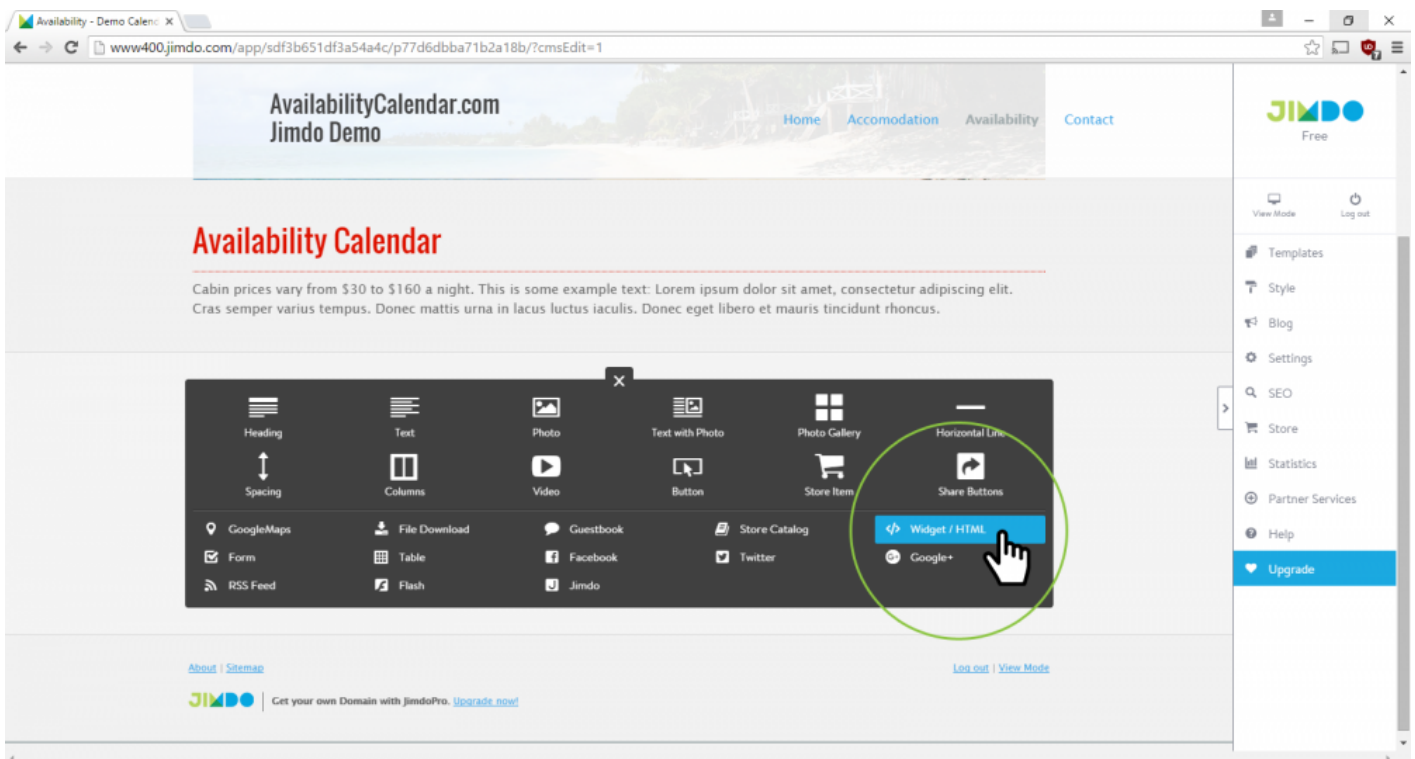 Availability - Demo Calend
www400.jimdo.com/app/sdf3b651df3a54a4c/p77d6dbba71b2a18b/?cmsEdit=1
AvailabilityCalendar.com
Jimdo Demo
Home Accomodation Availability Contact
JIMDO
Free
View Mode Log out
Templates
Style
Blog
Settings
SEO
Store
Statistics
Partner Services
Help
Upgrade
Availability Calendar
Cabin prices vary from $30 to $160 a night. This is some example text: Lorem ipsum dolor sit amet, consectetur adipiscing elit.
Cras semper varius tempus. Donec mattis urna in lacus luctus iaculis. Donec eget libero et mauris tincidunt rhoncus.
Heading Text Photo Text with Photo Photo Gallery Horizontal Line
Spacing Columns Video Button Store Item Share Buttons
GoogleMaps File Download Guestbook Store Catalog Widget / HTML
Form Table Facebook Twitter Google+
RSS Feed Flash Jimdo
About | Sitemap Log out | View Mode
JIMDO Get your own Domain with JimdoPro. Upgrade now!